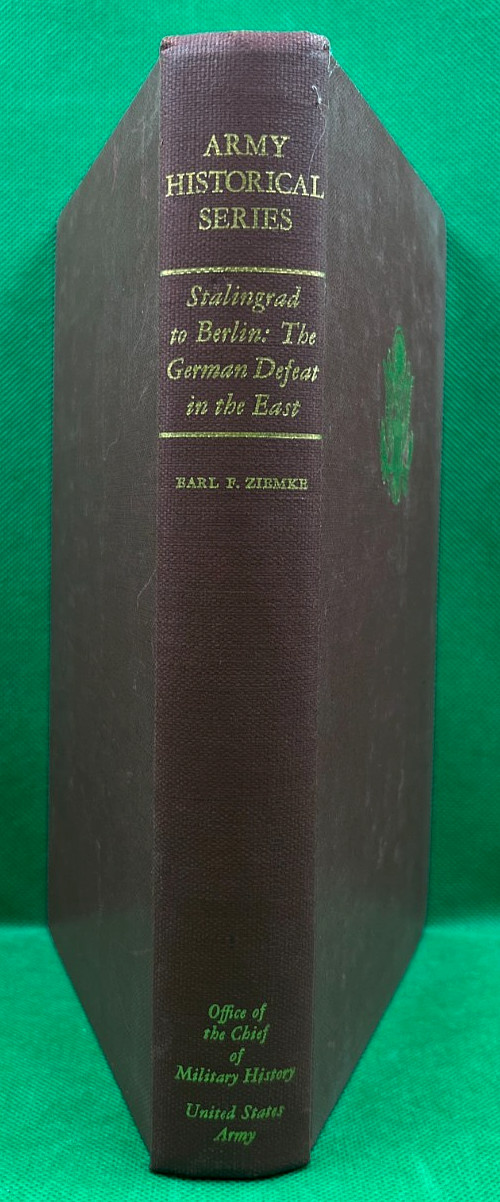 ARMY
HISTORICAL
SERIES
Stalingrad
to Berlin: The
German Defeat
in the East
EARL F. ZIEMKE
Office of
the Chief
of
Military History
United States
Army